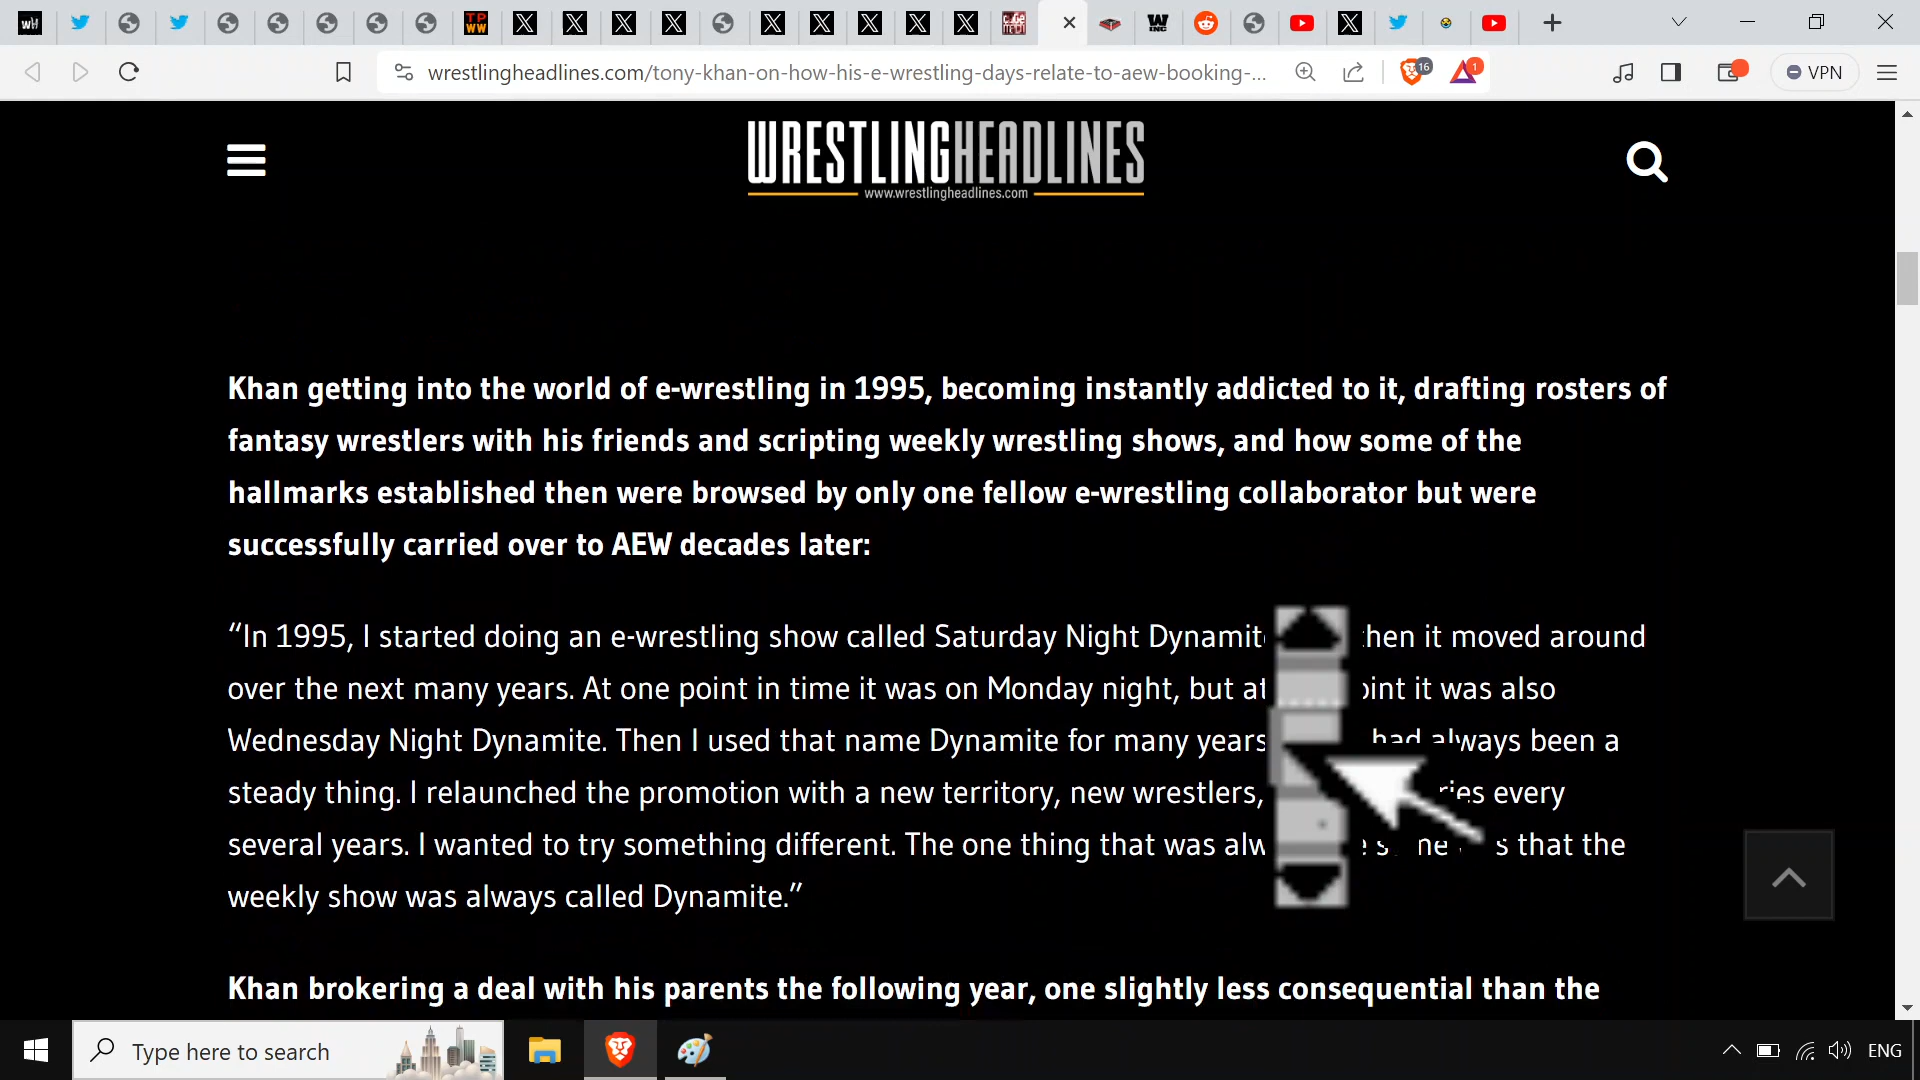 wrestlingheadlines.com/tony-khan-on-how-his-e-wrestling-days-relate-to-aew-booking-...
16
1
VPN
WRESTLINGHEADLINES
www.wrestlingheadlines.com
Khan getting into the world of e-wrestling in 1995, becoming instantly addicted to it, drafting rosters of
fantasy wrestlers with his friends and scripting weekly wrestling shows, and how some of the
hallmarks established then were browsed by only one fellow e-wrestling collaborator but were
successfully carried over to AEW decades later:
“In 1995, I started doing an e-wrestling show called Saturday Night Dynamite then it moved around
over the next many years. At one point in time it was on Monday night, but at point it was also
Wednesday Night Dynamite. Then I used that name Dynamite for many years had always been a
steady thing. I relaunched the promotion with a new territory, new wrestlers, every
several years. I wanted to try something different. The one thing that was that the
weekly show was always called Dynamite.”
Khan brokering a deal with his parents the following year, one slightly less consequential than the
Type here to search
ENG